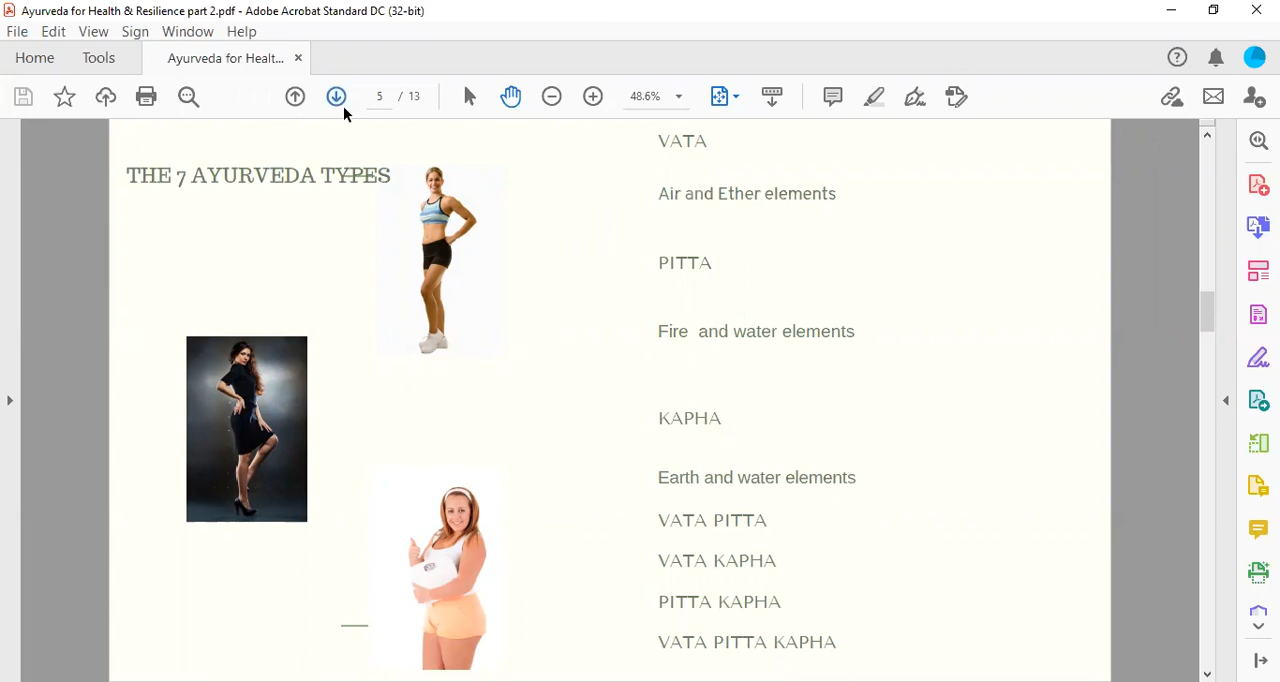 Ayurveda for Health & Resilience part 2.pdf - Adobe Acrobat Standard DC (32-bit)
File Edit View Sign Window Help
Home Tools Ayurveda for Healt... ×
5 / 13 48.6%
THE 7 AYURVEDA TYPES
VATA
Air and Ether elements
PITTA
Fire and water elements
KAPHA
Earth and water elements
VATA PITTA
VATA KAPHA
PITTA KAPHA
VATA PITTA KAPHA